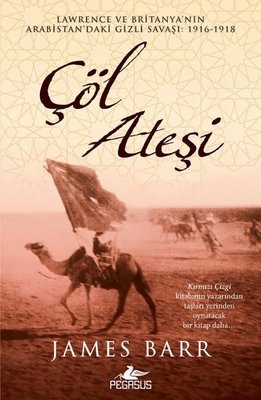 LAWRENCE VE BRİTANYA'NIN
ARABİSTAN'DAKİ GİZLİ SAVAŞI: 1916-1918
Çöl
Ateşi
Kırmızı Çizgi
kitabının yazarından
taşları yerinden
oynatacak
bir kitap daha...
JAMES BARR
PEGASUS